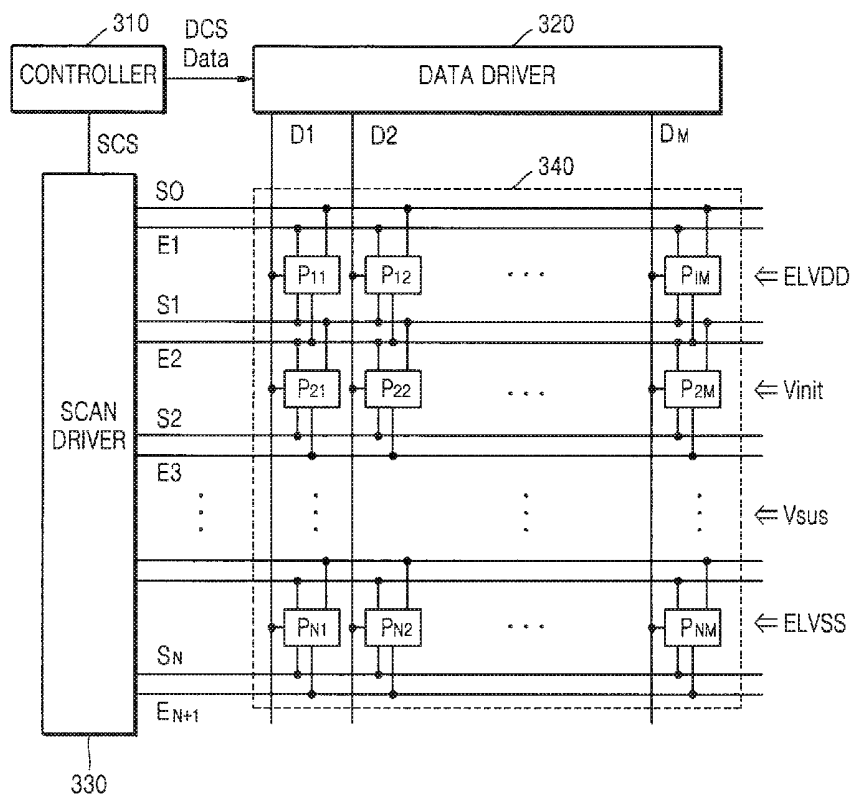 310
DCS
Data
320
CONTROLLER
DATA DRIVER
SCS
D1 D2 DM
340
S0
E1
P11 P12 . . . P1M
⇐ ELVDD
S1
E2
P21 P22 . . . P2M
⇐ Vinit
SCAN
DRIVER
S2
E3
⇐ Vsus
PN1 PN2 . . . PNM
⇐ ELVSS
SN
EN+1
330